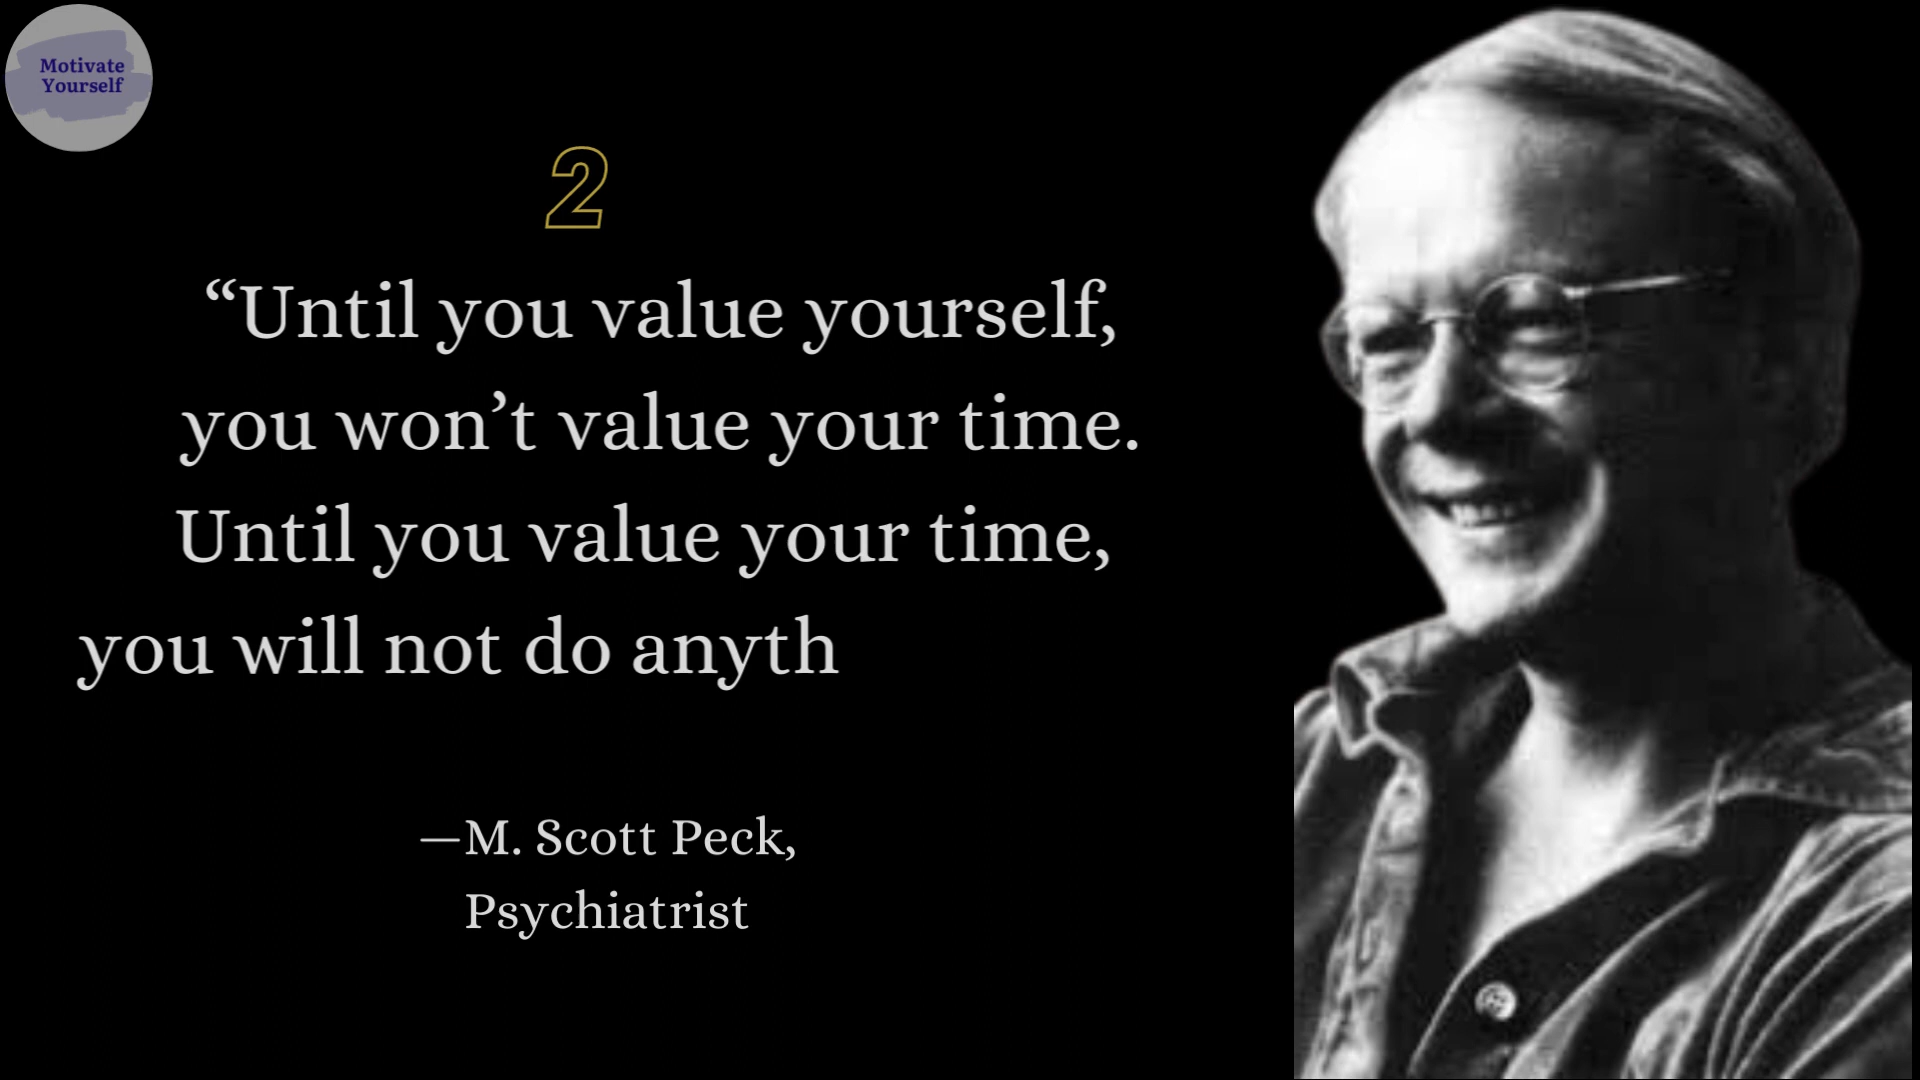 Motivate
Yourself
2
“Until you value yourself,
you won’t value your time.
Until you value your time,
you will not do anyth
—M. Scott Peck,
Psychiatrist